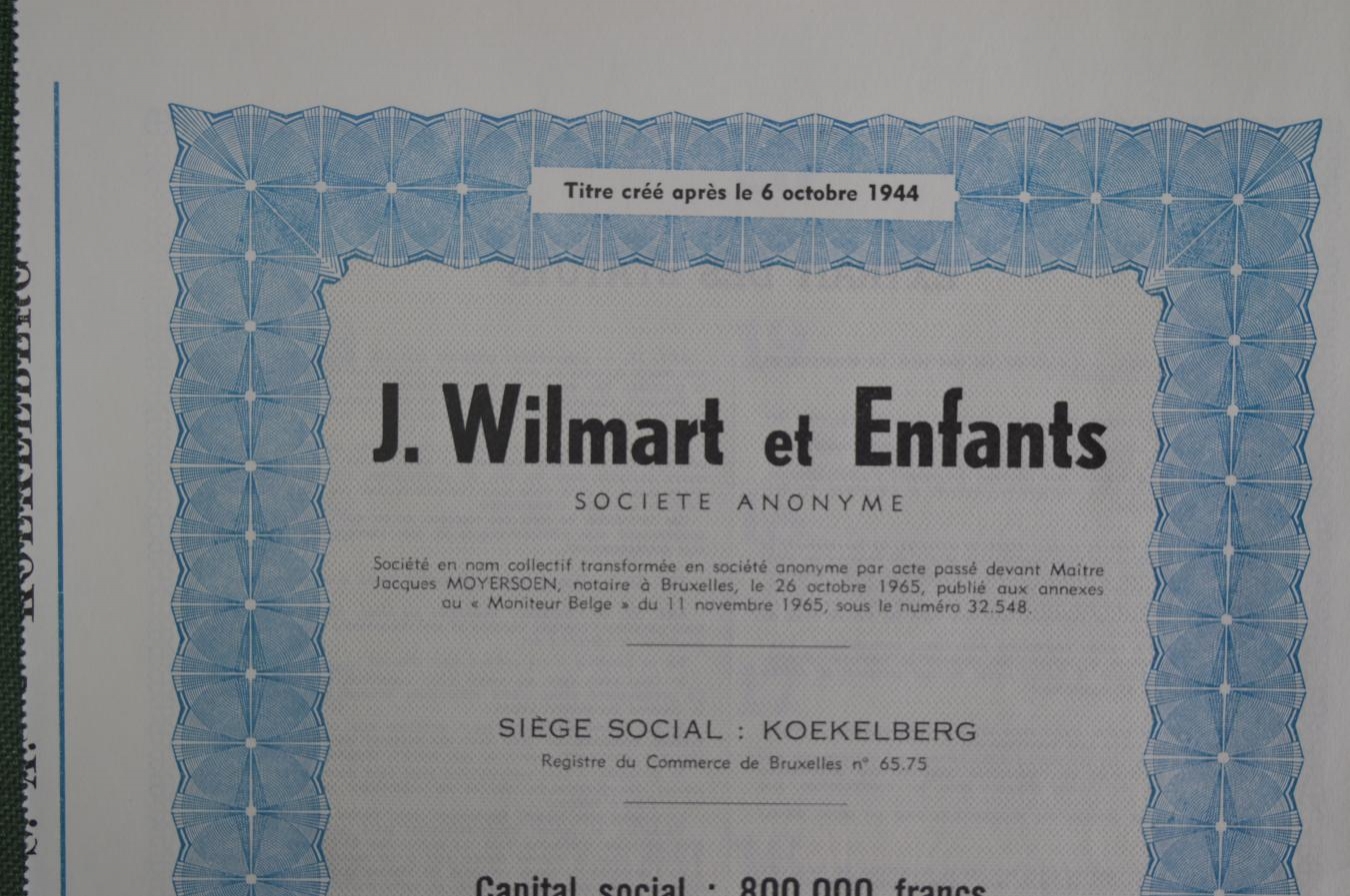 Titre créé après le 6 octobre 1944
J. Wilmart et Enfants
SOCIETE ANONYME
Société en nom collectif transformée en société anonyme par acte passé devant Maître
Jacques MOYERSOEN, notaire à Bruxelles, le 26 octobre 1965, publié aux annexes
au « Moniteur Belge » du 11 novembre 1965, sous le numéro 32.548.
SIÈGE SOCIAL : KOEKELBERG
Registre du Commerce de Bruxelles n° 65.75
Capital social : 800.000 francs
S. A. KOEKELBERG